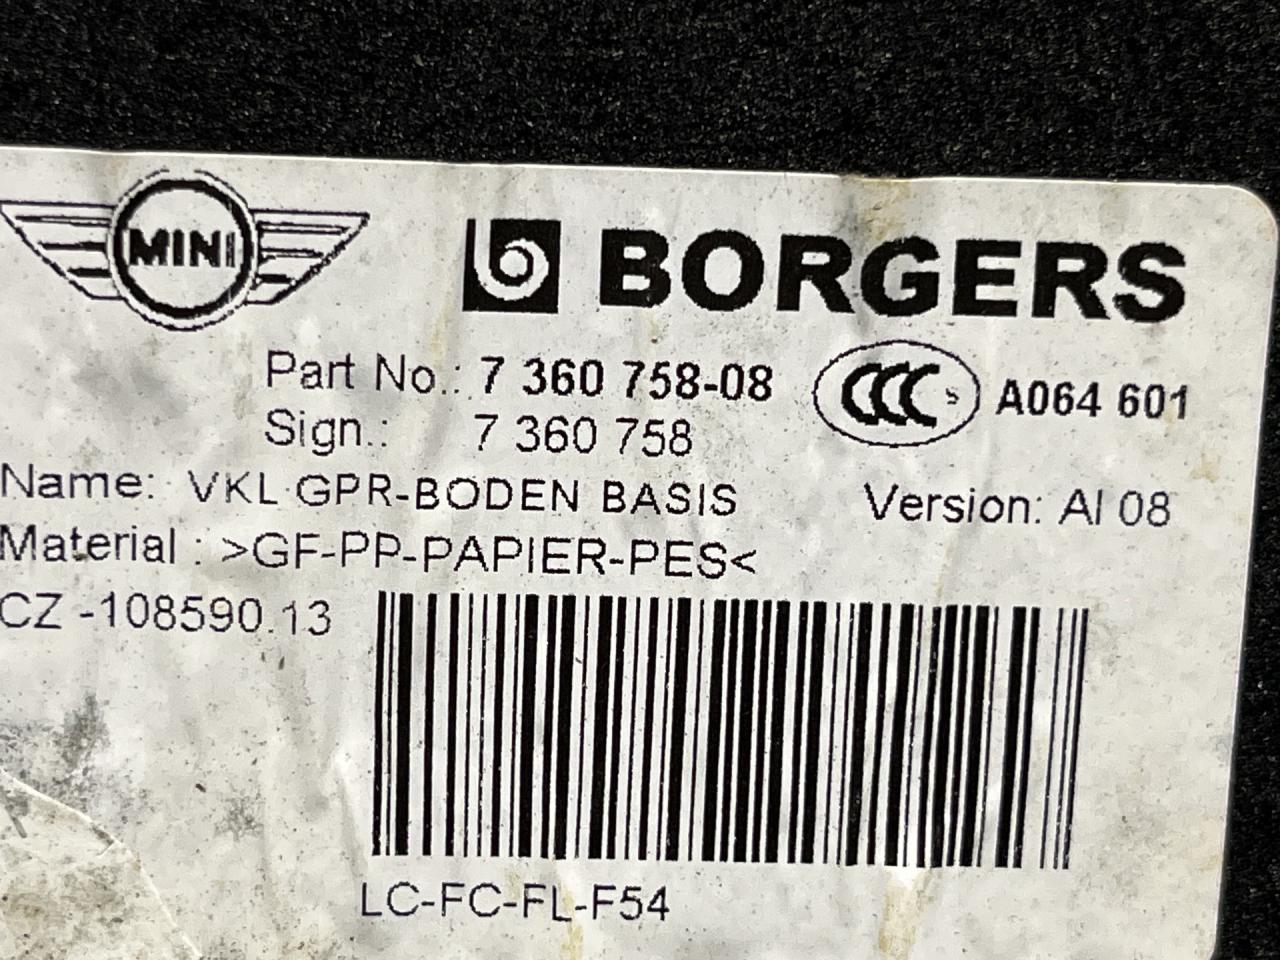 MINI
BORGERS
Part No.: 7 360 758-08
CCC S A064 601
Sign.: 7 360 758
Name: VKL GPR-BODEN BASIS
Version: AI 08
Material : >GF-PP-PAPIER-PES<
CZ -108590.13
LC-FC-FL-F54